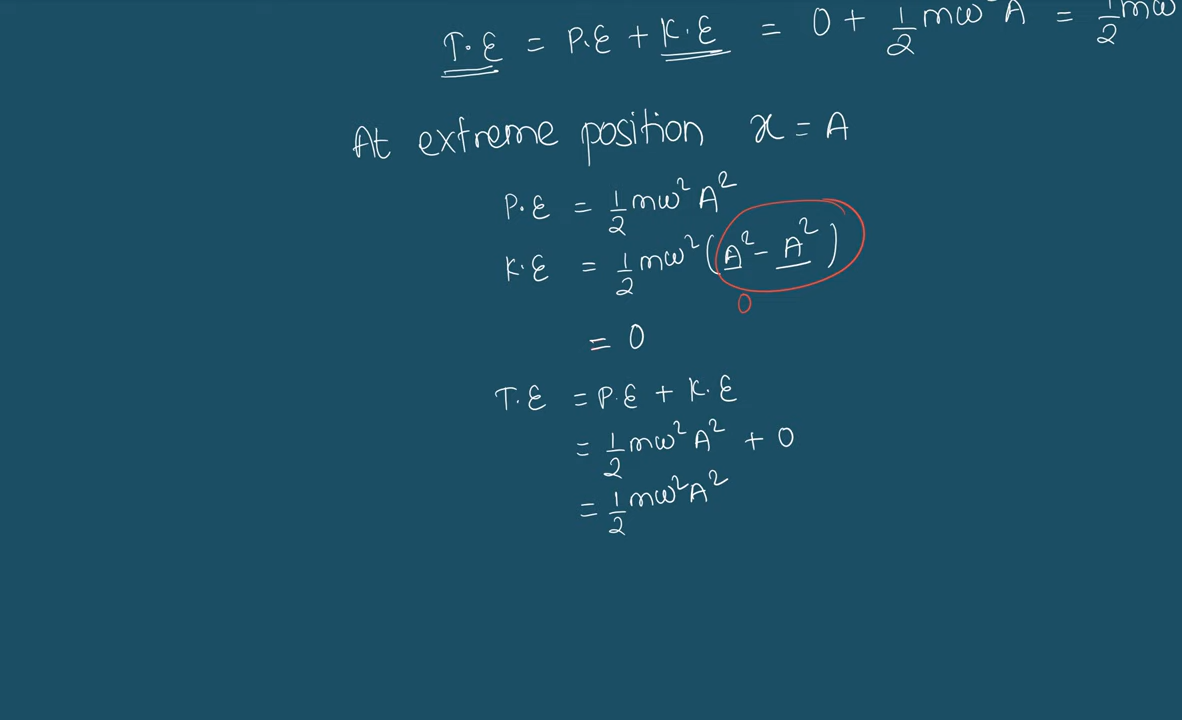 T.E = P.E + K.E = 0 + 1/2 mω² A = 1/2 mω
At extreme position x = A
P.E = 1/2 mω² A²
K.E = 1/2 mω² (A² - A²)
0
= 0
T.E = P.E + K.E
= 1/2 mω² A² + 0
= 1/2 mω² A²